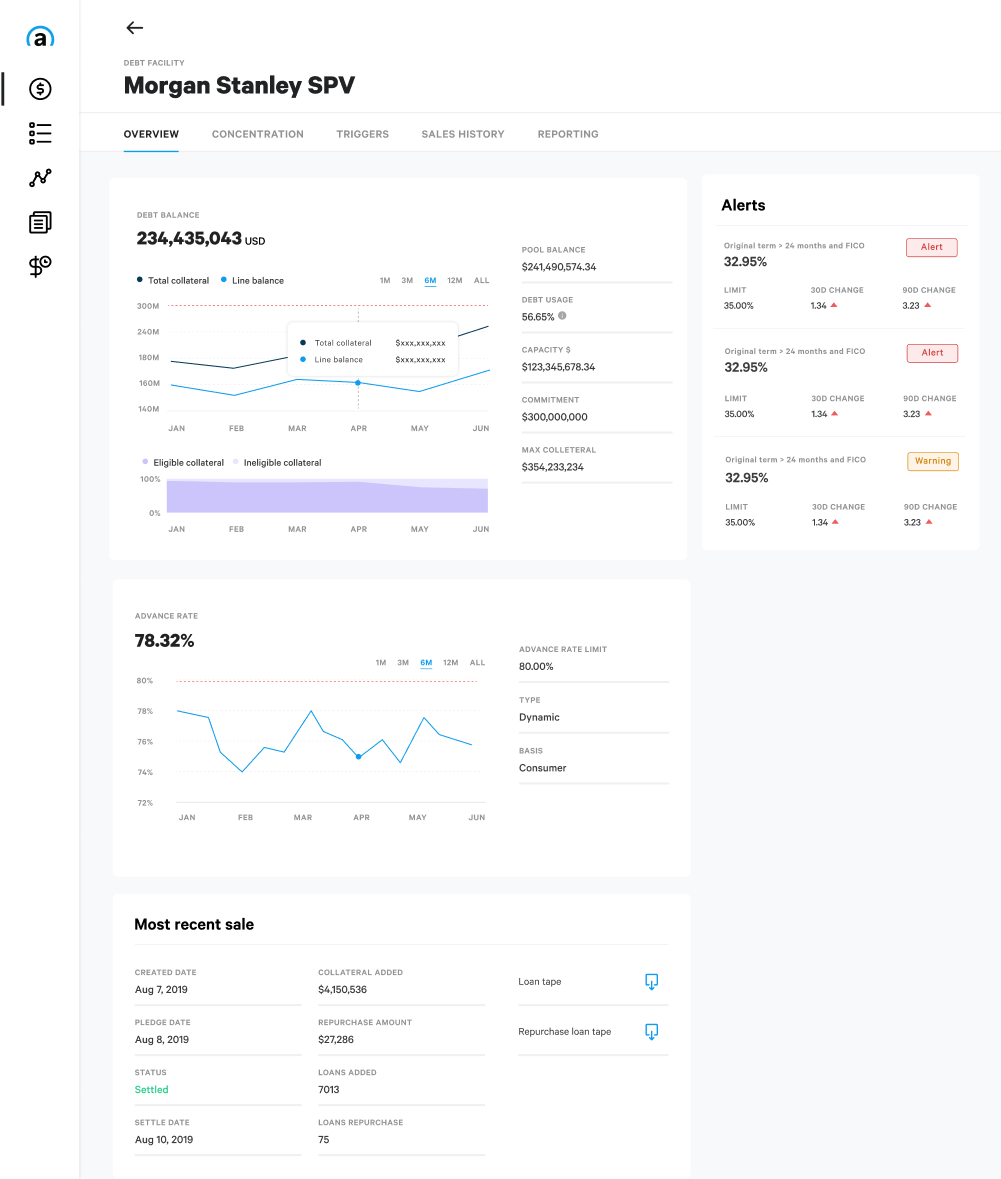 a
DEBT FACILITY
Morgan Stanley SPV
OVERVIEW CONCENTRATION TRIGGERS SALES HISTORY REPORTING
DEBT BALANCE
234,435,043 USD
Total collateral Line balance
1M 3M 6M 12M ALL
300M
240M
180M
160M
140M
Total collateral $xxx,xxx,xxx
Line balance $xxx,xxx.xxx
JAN FEB MAR APR MAY JUN
Eligible collateral Ineligible collateral
100%
0%
JAN FEB MAR APR MAY JUN
POOL BALANCE
$241,490,574.34
DEBT USAGE
56.65%
CAPACITY $
$123,345,678.34
COMMITMENT
$300,000,000
MAX COLLETERAL
$354,233,234
Alerts
Original term > 24 months and FICO Alert
32.95%
LIMIT 30D CHANGE 90D CHANGE
35.00% 1.34 3.23
Original term > 24 months and FICO Alert
32.95%
LIMIT 30D CHANGE 90D CHANGE
35.00% 1.34 3.23
Original term > 24 months and FICO Warning
32.95%
LIMIT 30D CHANGE 90D CHANGE
35.00% 1.34 3.23
ADVANCE RATE
78.32%
1M 3M 6M 12M ALL
80%
78%
76%
74%
72%
JAN FEB MAR APR MAY JUN
ADVANCE RATE LIMIT
80.00%
TYPE
Dynamic
BASIS
Consumer
Most recent sale
CREATED DATE
Aug 7, 2019
PLEDGE DATE
Aug 8, 2019
STATUS
Settled
SETTLE DATE
Aug 10, 2019
COLLATERAL ADDED
$4,150,536
REPURCHASE AMOUNT
$27,286
LOANS ADDED
7013
LOANS REPURCHASE
75
Loan tape
Repurchase loan tape